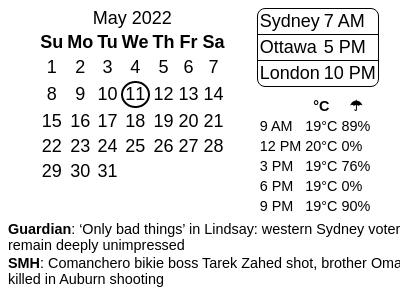 May 2022
Su Mo Tu We Th Fr Sa
1 2 3 4 5 6 7
8 9 10 11 12 13 14
15 16 17 18 19 20 21
22 23 24 25 26 27 28
29 30 31
Sydney 7 AM
Ottawa 5 PM
London 10 PM
°C ☂
9 AM 19°C 89%
12 PM 20°C 0%
3 PM 19°C 76%
6 PM 19°C 0%
9 PM 19°C 90%
Guardian: ‘Only bad things’ in Lindsay: western Sydney voter
remain deeply unimpressed
SMH: Comanchero bikie boss Tarek Zahed shot, brother Oma
killed in Auburn shooting